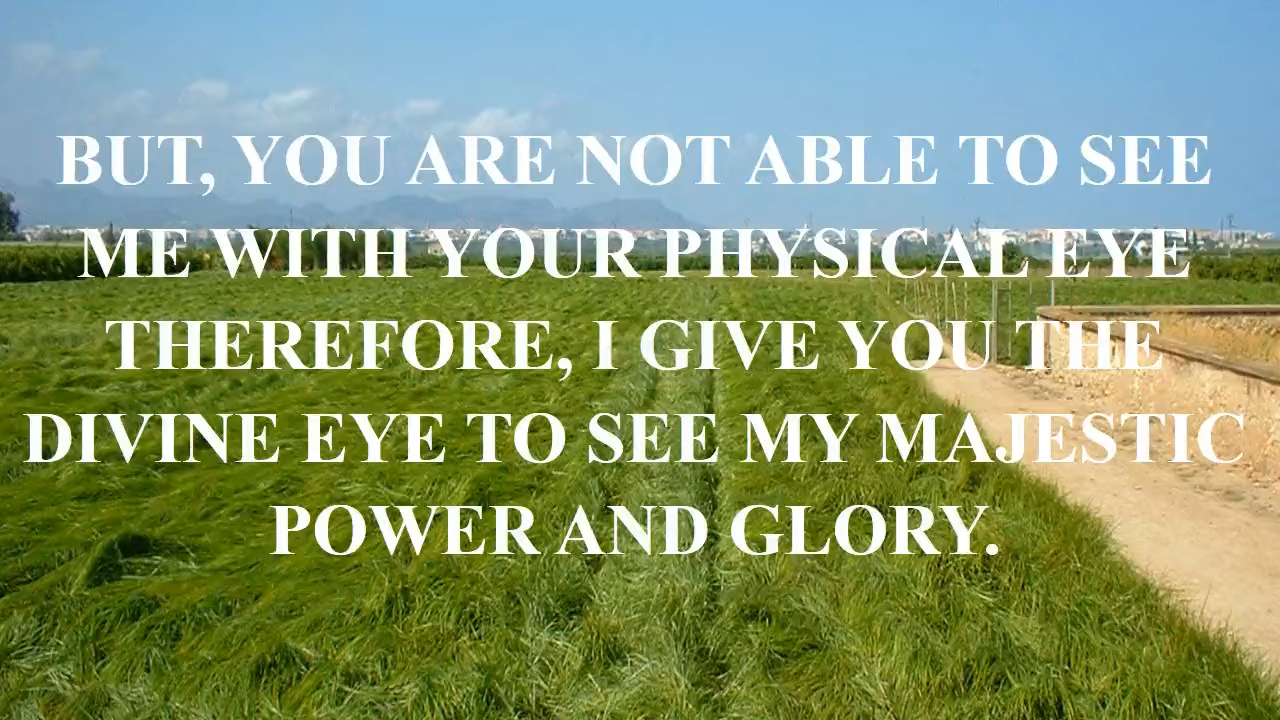 BUT, YOU ARE NOT ABLE TO SEE
ME WITH YOUR PHYSICAL EYE
THEREFORE, I GIVE YOU THE
DIVINE EYE TO SEE MY MAJESTIC
POWER AND GLORY.